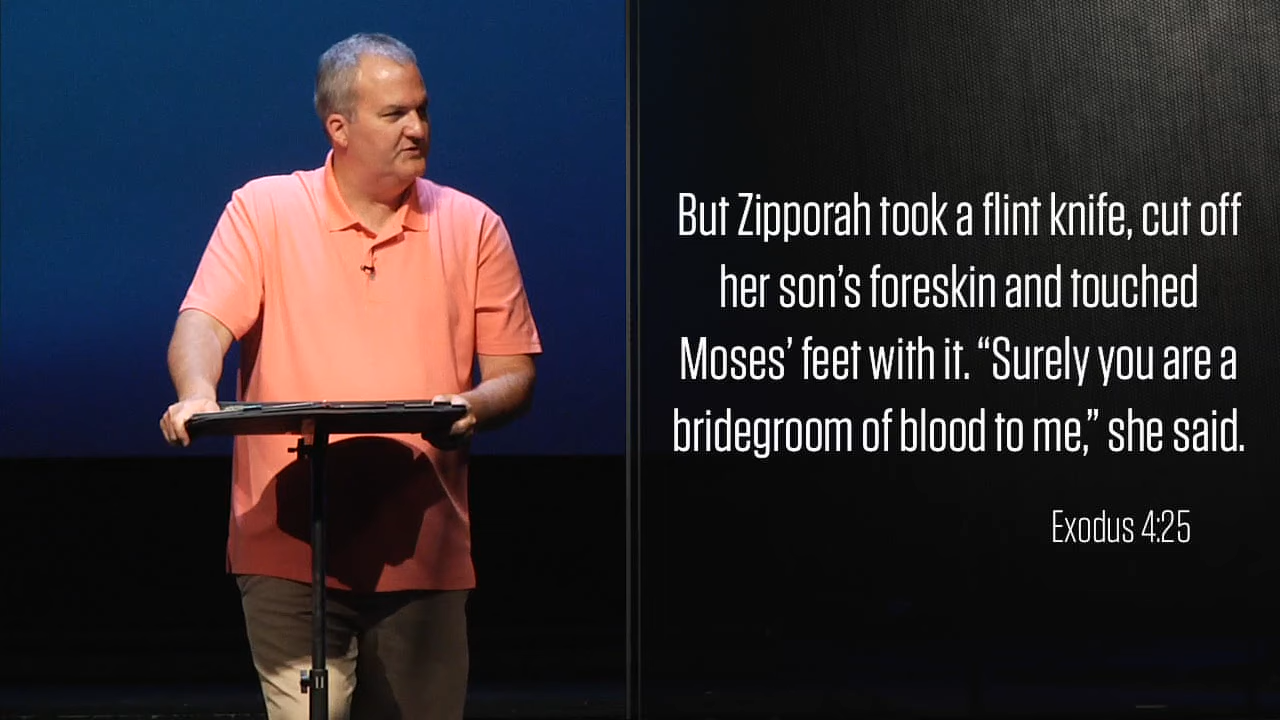 But Zipporah took a flint knife, cut off
her son’s foreskin and touched
Moses’ feet with it. “Surely you are a
bridegroom of blood to me,” she said.
Exodus 4:25